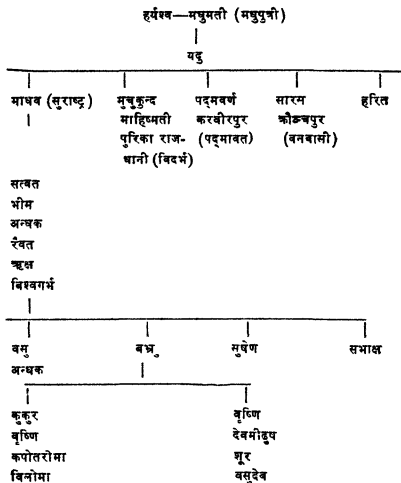 हर्यश्व—मधुमती (मधुपुत्री)
यदु
माधव (सुराष्ट्र) मुचुकुन्द पद्मवर्ण सारस हरित
माहिष्मती करवीरपुर क्रौञ्चपुर
पुरिका राज- (पद्मावत) (वनवासी)
धानी (विदर्भ)
सत्वत
भीम
अन्धक
रैवत
ऋक्ष
विश्वगर्भ
वसु बभ्रु सुषेण सभाक्ष
अन्धक
कुकुर वृष्णि
वृष्णि देवमीढुष
कपोतरोमा शूर
विलोमा वसुदेव